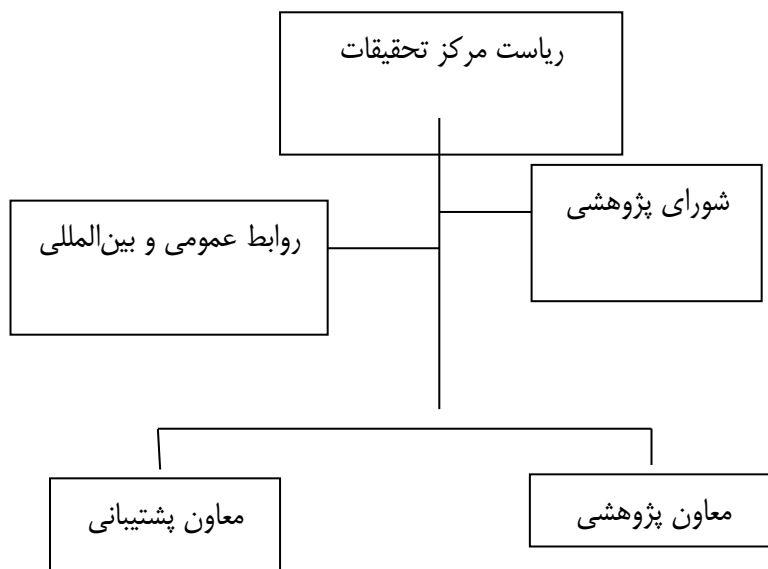 ریاست مرکز تحقیقات
شورای پژوهشی
روابط عمومی و بین‌المللی
معاون پژوهشی
معاون پشتیبانی